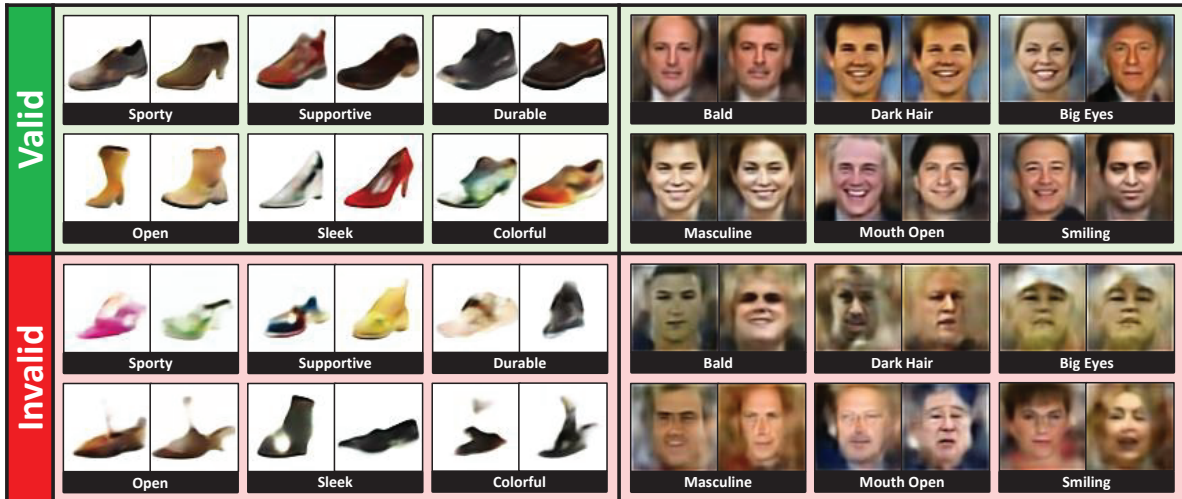 Valid
Sporty
Supportive
Durable
Bald
Dark Hair
Big Eyes
Open
Sleek
Colorful
Masculine
Mouth Open
Smiling
Invalid
Sporty
Supportive
Durable
Bald
Dark Hair
Big Eyes
Open
Sleek
Colorful
Masculine
Mouth Open
Smiling